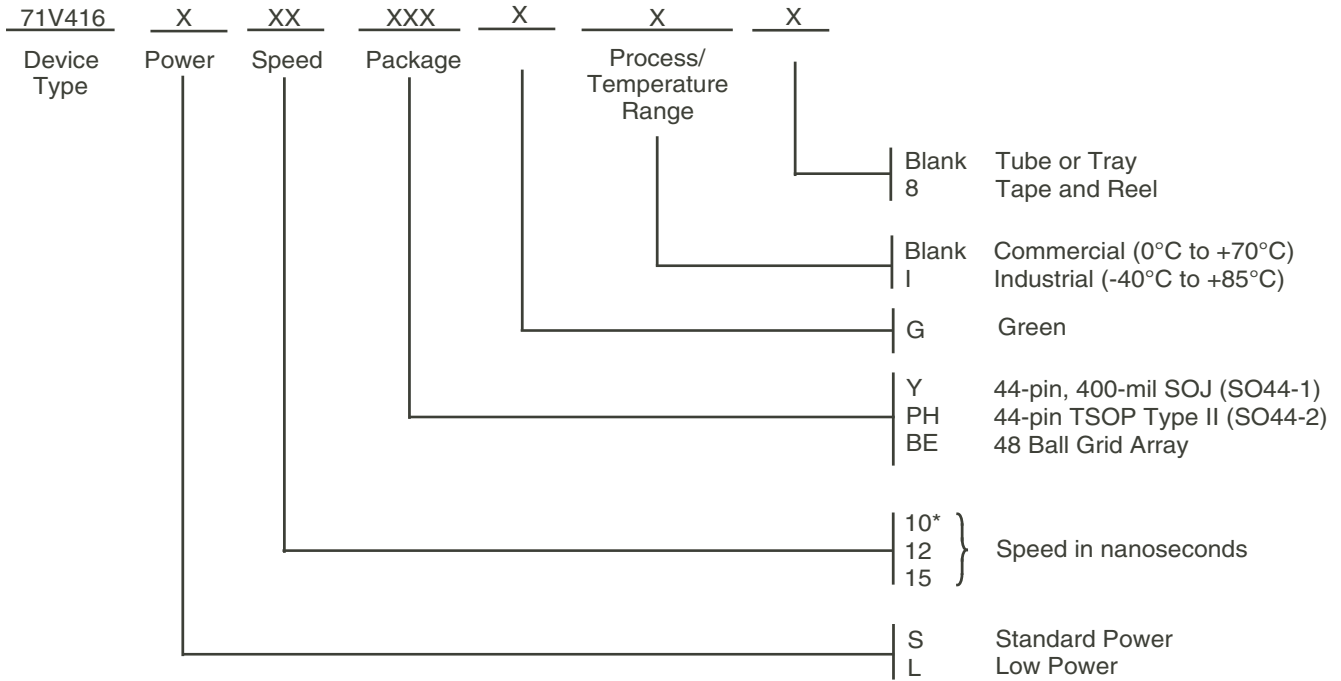 71V416 X XX XXX X X X
Device Type Power Speed Package Process/ Temperature Range
Blank Tube or Tray
8 Tape and Reel
Blank Commercial (0°C to +70°C)
I Industrial (-40°C to +85°C)
G Green
Y 44-pin, 400-mil SOJ (SO44-1)
PH 44-pin TSOP Type II (SO44-2)
BE 48 Ball Grid Array
10*
12 Speed in nanoseconds
15
S Standard Power
L Low Power